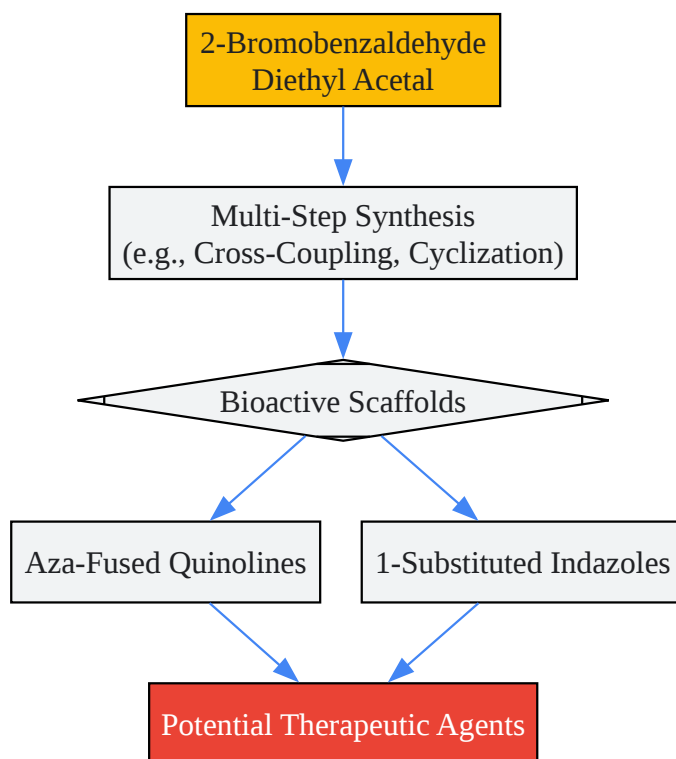 2-Bromobenzaldehyde
Diethyl Acetal
Multi-Step Synthesis
(e.g., Cross-Coupling, Cyclization)
Bioactive Scaffolds
Aza-Fused Quinolines
1-Substituted Indazoles
Potential Therapeutic Agents